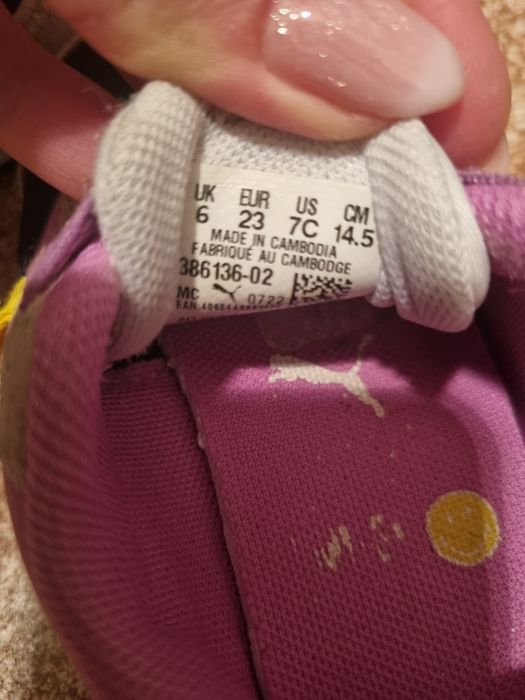 UK EUR US CM
6 23 7C 14.5
MADE IN CAMBODIA
FABRIQUÉ AU CAMBODGE
386136-02
MC 0722